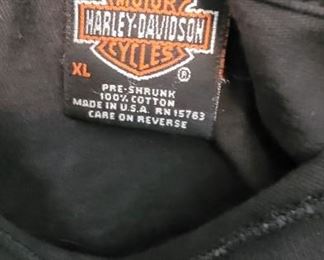 MOTOR
HARLEY-DAVIDSON
CYCLES
XL
®
PRE-SHRUNK
100% COTTON
MADE IN U.S.A. RN 15763
CARE ON REVERSE